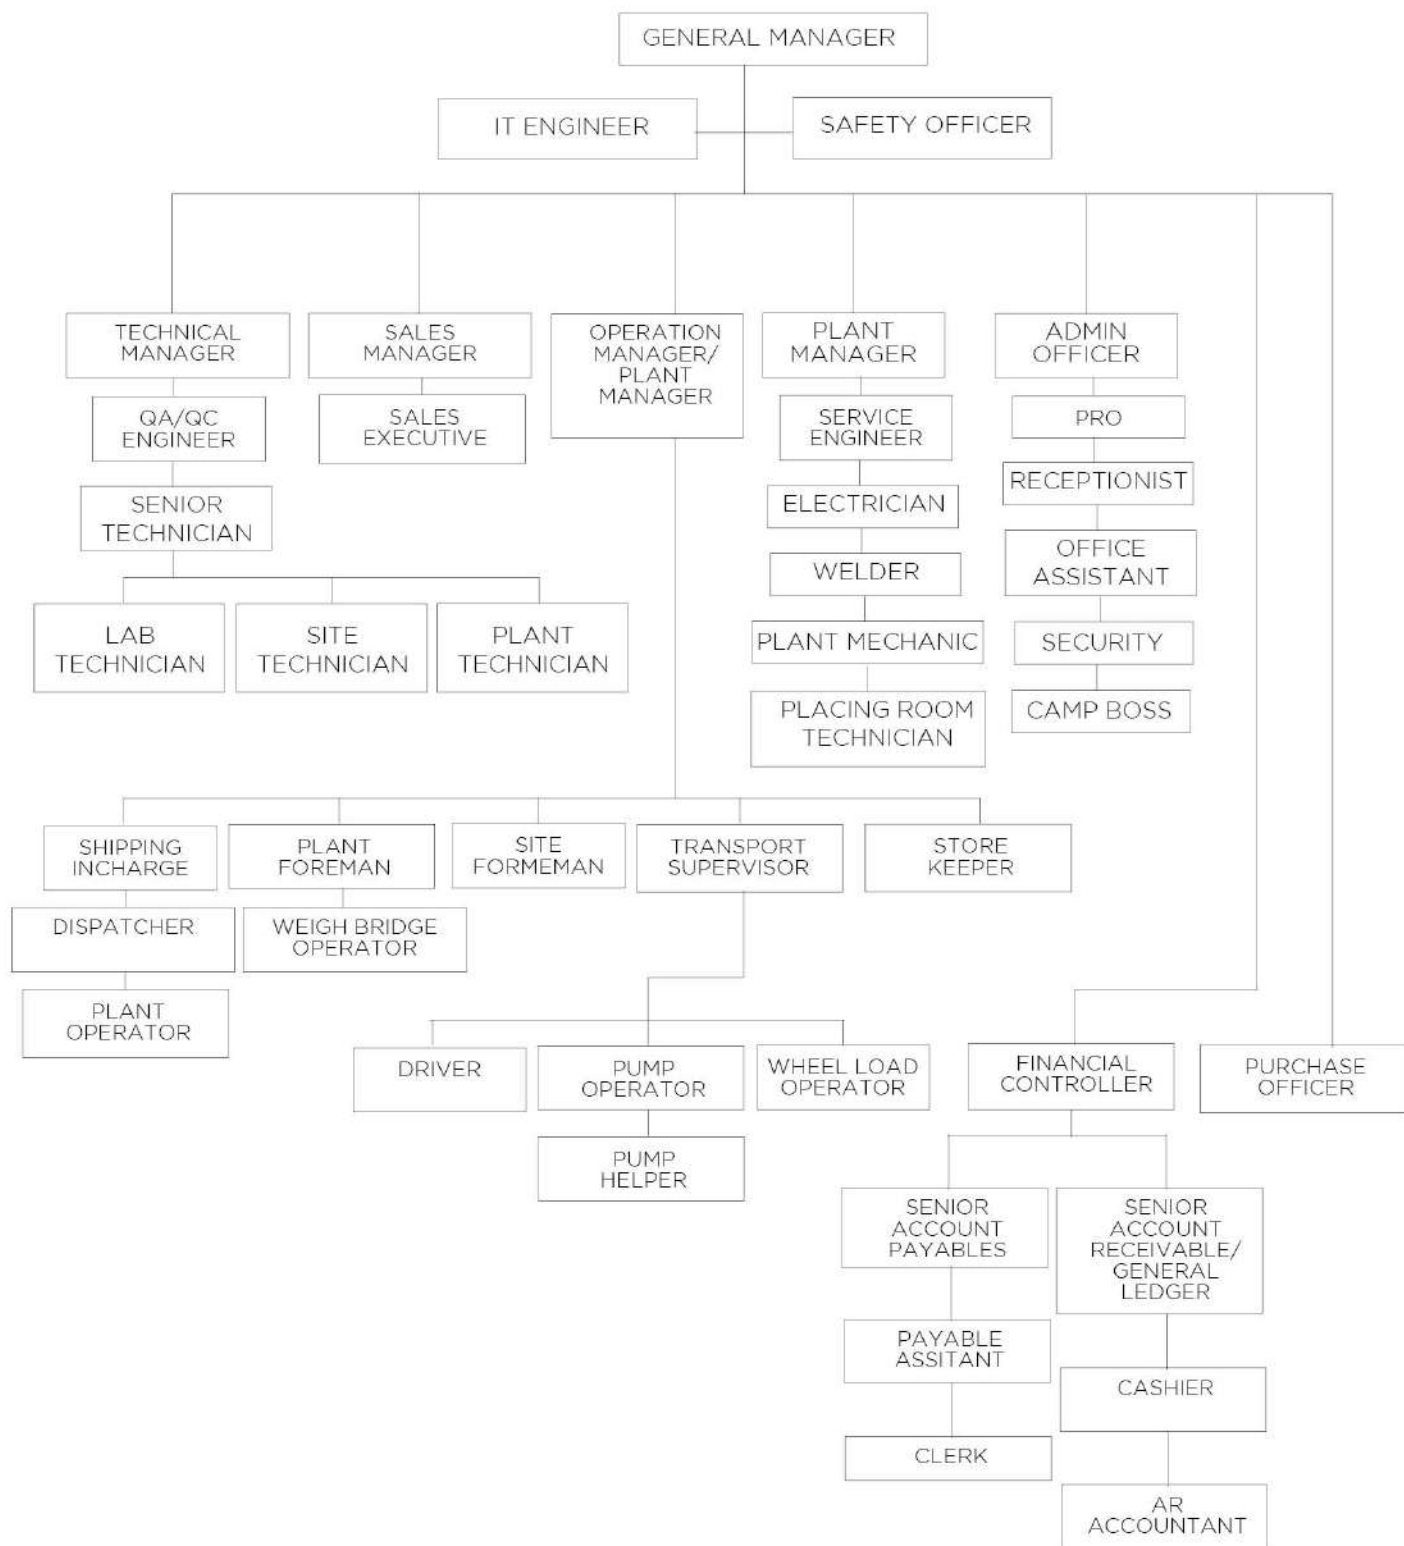 GENERAL MANAGER
IT ENGINEER
SAFETY OFFICER
TECHNICAL
MANAGER
SALES
MANAGER
OPERATION
MANAGER/
PLANT
MANAGER
PLANT
MANAGER
ADMIN
OFFICER
QA/QC
ENGINEER
SALES
EXECUTIVE
SERVICE
ENGINEER
PRO
SENIOR
TECHNICIAN
ELECTRICIAN
RECEPTIONIST
WELDER
OFFICE
ASSISTANT
LAB
TECHNICIAN
SITE
TECHNICIAN
PLANT
TECHNICIAN
PLANT MECHANIC
SECURITY
PLACING ROOM
TECHNICIAN
CAMP BOSS
SHIPPING
INCHARGE
PLANT
FOREMAN
SITE
FORMEMAN
TRANSPORT
SUPERVISOR
STORE
KEEPER
DISPATCHER
WEIGH BRIDGE
OPERATOR
PLANT
OPERATOR
DRIVER
PUMP
OPERATOR
WHEEL LOAD
OPERATOR
FINANCIAL
CONTROLLER
PURCHASE
OFFICER
PUMP
HELPER
SENIOR
ACCOUNT
PAYABLES
SENIOR
ACCOUNT
RECEIVABLE/
GENERAL
LEDGER
PAYABLE
ASSITANT
CASHIER
CLERK
AR
ACCOUNTANT